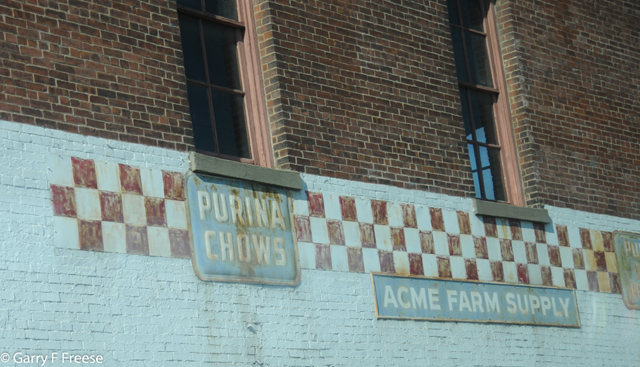 PURINA
CHOWS
ACME FARM SUPPLY
© Garry F Freese